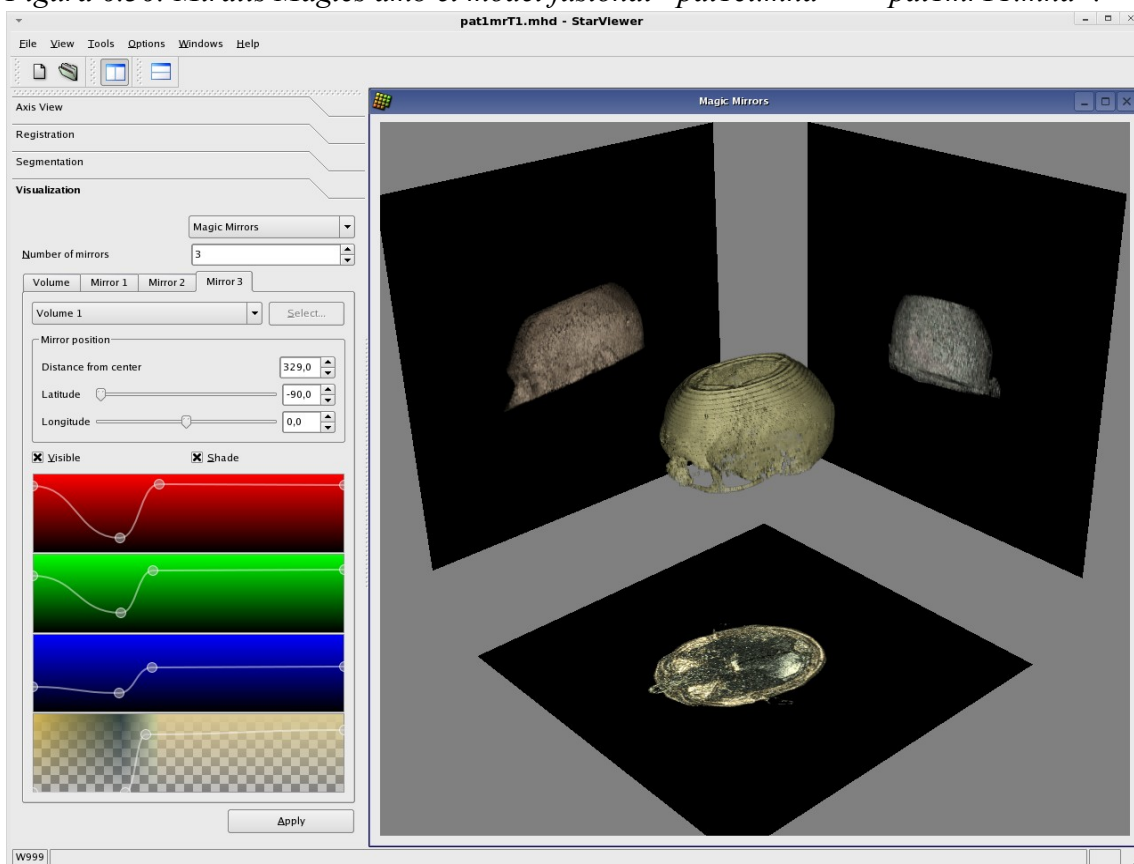 pat1mrT1.mhd - StarViewer
File View Tools Options Windows Help
Axis View
Registration
Segmentation
Visualization
Magic Mirrors
Number of mirrors
3
Volume Mirror 1 Mirror 2 Mirror 3
Volume 1
Select...
Mirror position
Distance from center
329,0
Latitude
-90,0
Longitude
0,0
Visible
Shade
Apply
Magic Mirrors
W999